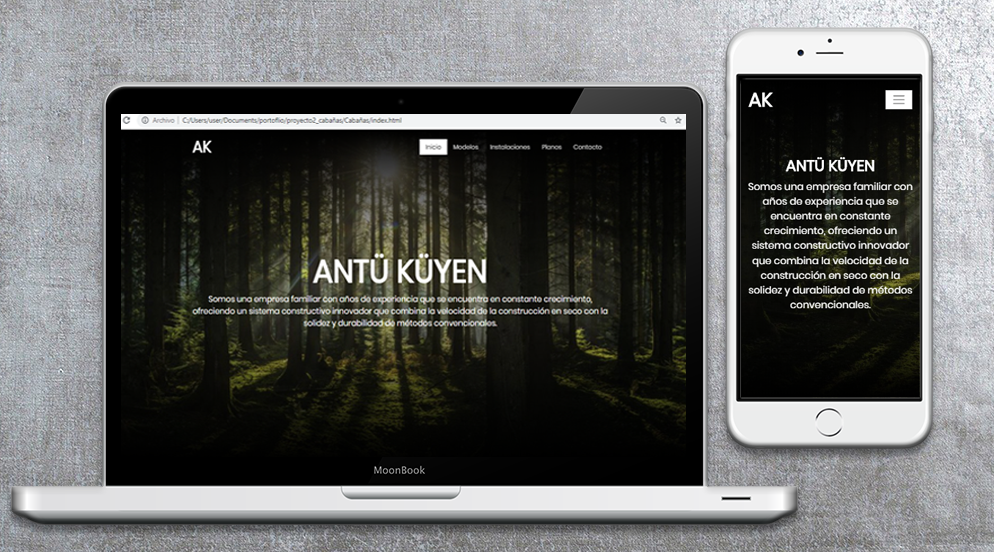 Archivo | C:/Users/user/Documents/portoflio/proyecto2_cabañas/Cabañas/index.html
AK
Inicio Modelos Instalaciones Planos Contacto
ANTÜ KÜYEN
Somos una empresa familiar con años de experiencia que se encuentra en constante crecimiento,
ofreciendo un sistema constructivo innovador que combina la velocidad de la construcción en seco con la
solidez y durabilidad de métodos convencionales.
MoonBook
AK
ANTÜ KÜYEN
Somos una empresa familiar con
años de experiencia que se
encuentra en constante
crecimiento, ofreciendo un
sistema constructivo innovador
que combina la velocidad de la
construcción en seco con la
solidez y durabilidad de métodos
convencionales.